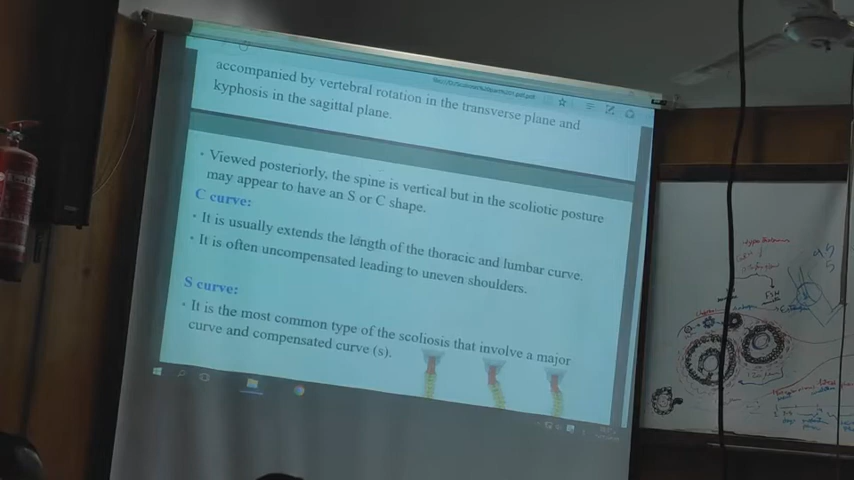 accompanied by vertebral rotation in the transverse plane and
kyphosis in the sagittal plane.
• Viewed posteriorly, the spine is vertical but in the scoliotic posture
may appear to have an S or C shape.
C curve:
• It is usually extends the length of the thoracic and lumbar curve.
• It is often uncompensated leading to uneven shoulders.
S curve:
• It is the most common type of the scoliosis that involve a major
curve and compensated curve (s).